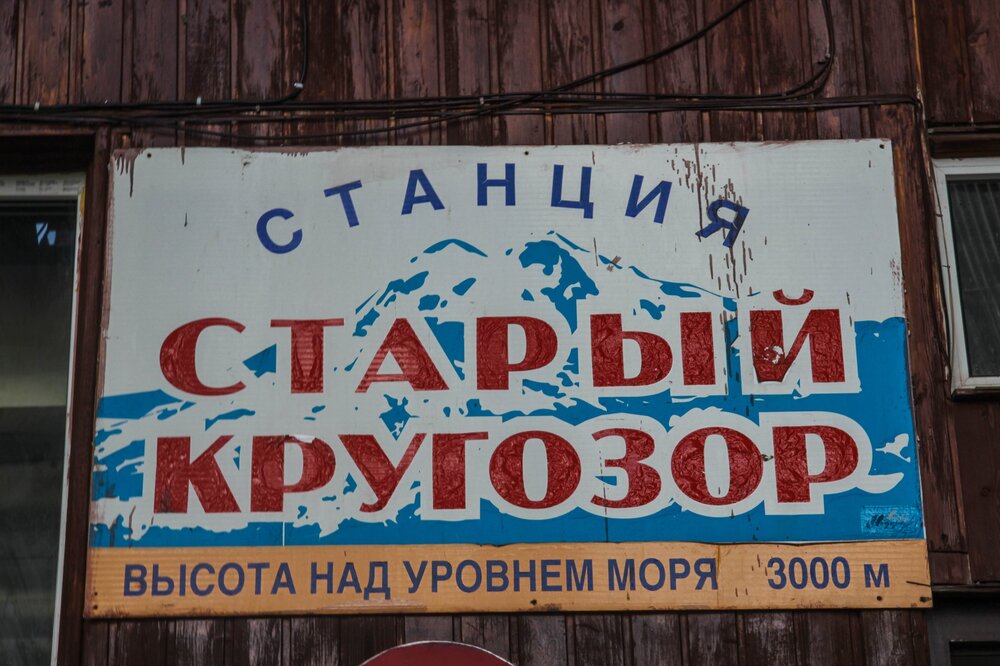 СТАНЦИЯ
СТАРЫЙ
КРУГОЗОР
ВЫСОТА НАД УРОВНЕМ МОРЯ 3000 м